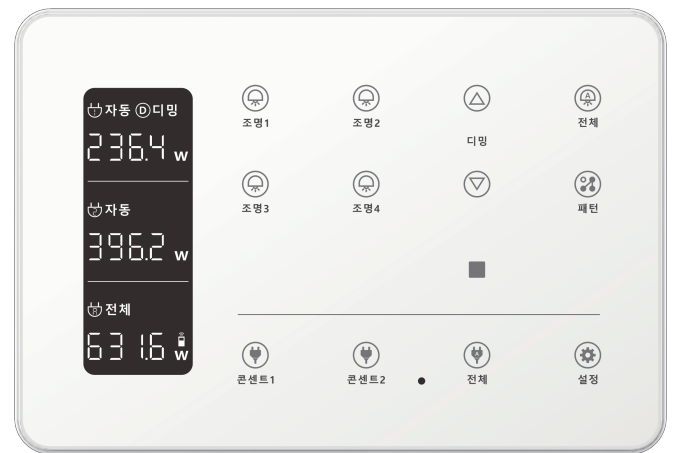 자동 Ⓓ디밍
236.4 W
자동
396.2 W
전체
631.6 W
조명1 조명2 전체
디밍
조명3 조명4 패턴
콘센트1 콘센트2 전체 설정